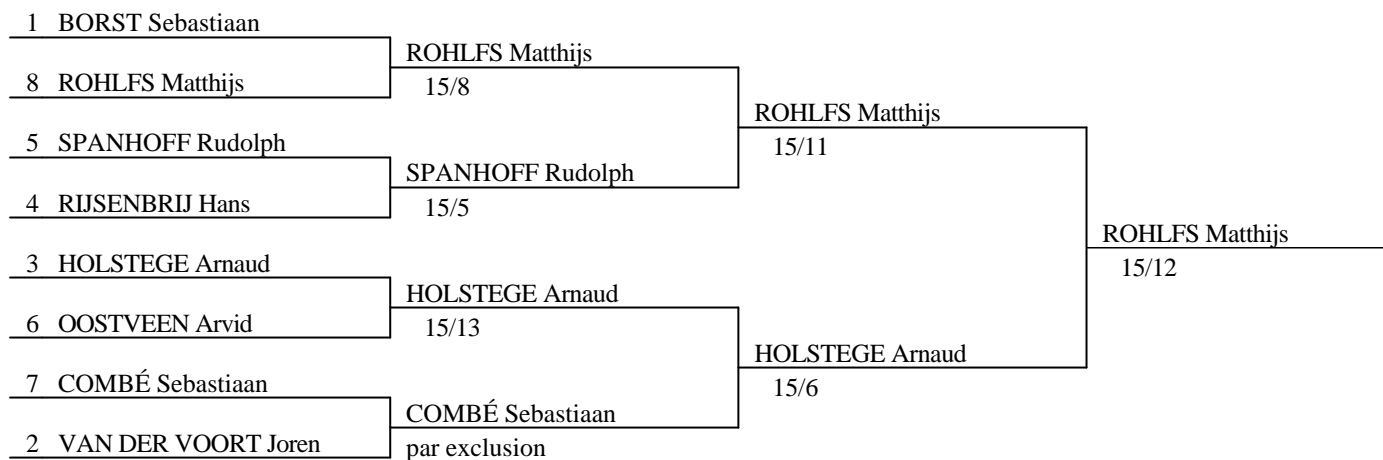 1 BORST Sebastiaan
ROHLFS Matthijs
8 ROHLFS Matthijs
15/8
ROHLFS Matthijs
5 SPANHOFF Rudolph
15/11
SPANHOFF Rudolph
4 RIJSENBRIJ Hans
15/5
ROHLFS Matthijs
3 HOLSTEGE Arnaud
15/12
HOLSTEGE Arnaud
6 OOSTVEEN Arvid
15/13
HOLSTEGE Arnaud
7 COMBÉ Sebastiaan
15/6
COMBÉ Sebastiaan
2 VAN DER VOORT Joren
par exclusion